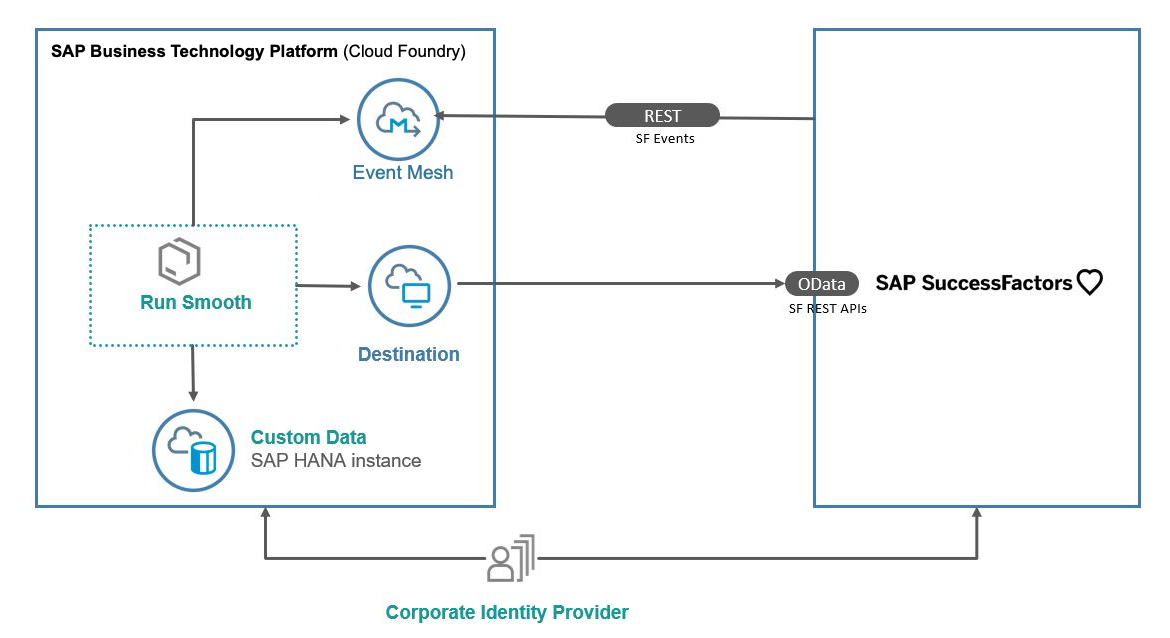 SAP Business Technology Platform (Cloud Foundry)
REST
SF Events
Event Mesh
Run Smooth
OData
SAP SuccessFactors
SF REST APIs
Destination
Custom Data
SAP HANA instance
Corporate Identity Provider